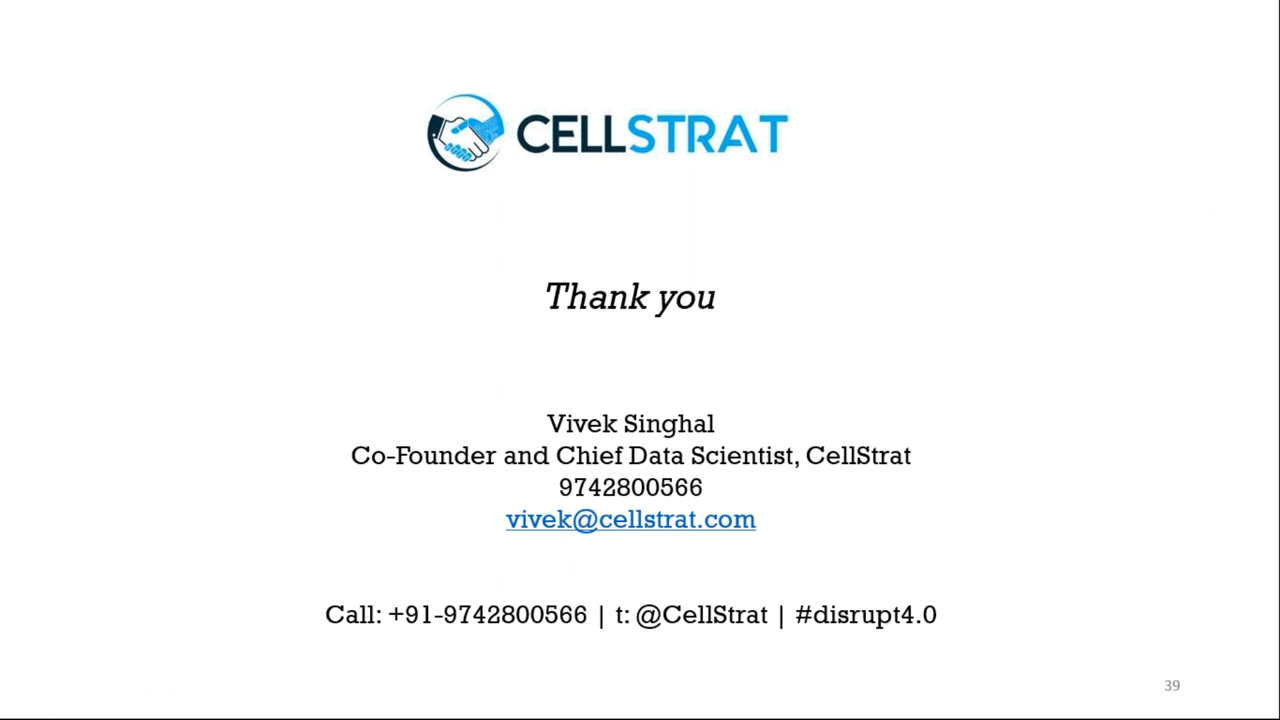 CELLSTRAT
Thank you
Vivek Singhal
Co-Founder and Chief Data Scientist, CellStrat
9742800566
vivek@cellstrat.com
Call: +91-9742800566 | t: @CellStrat | #disrupt4.0
39